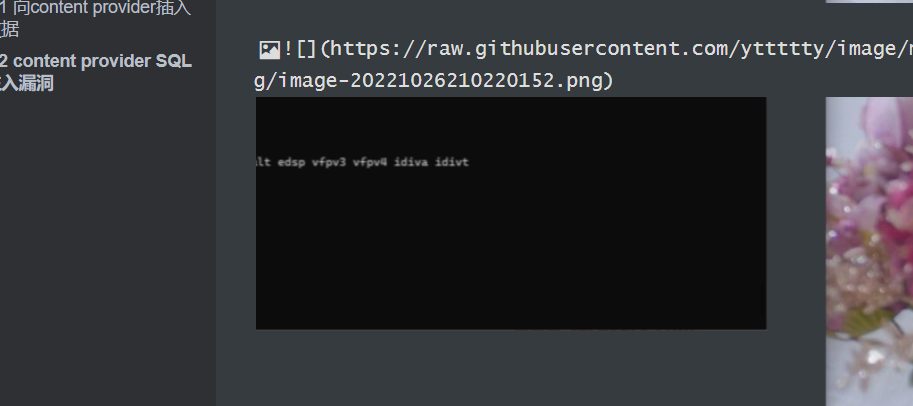 1 向content provider插入
据
2 content provider SQL
入漏洞
![](https://raw.githubusercontent.com/yttttty/image/
g/image-20221026210220152.png)
lt edsp vfpv3 vfpv4 idiva idivt